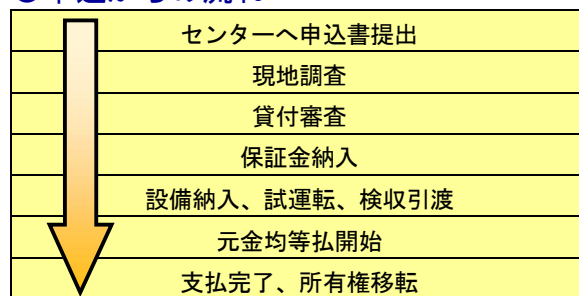 センターへ申込書提出
現地調査
貸付審査
保証金納入
設備納入、試運転、検収引渡
元金均等払開始
支払完了、所有権移転